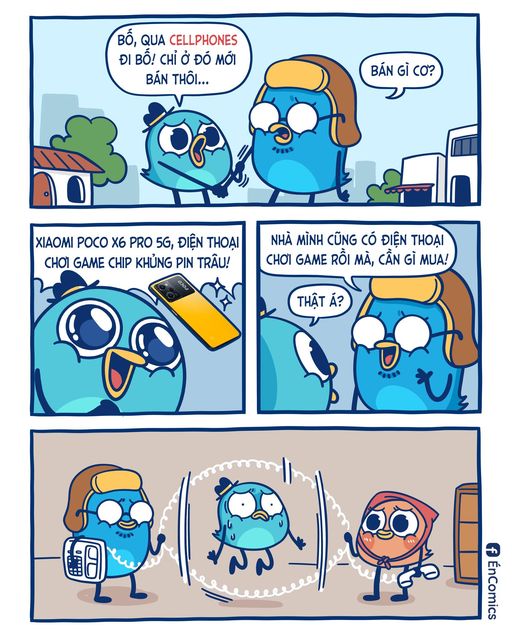 BỐ, QUA CELLPHONES
ĐI BỐ! CHỈ Ở ĐÓ MỚI
BÁN THÔI...
BÁN GÌ CƠ?
XIAOMI POCO X6 PRO 5G, ĐIỆN THOẠI
CHƠI GAME CHIP KHỦNG PIN TRÂU!
NHÀ MÌNH CŨNG CÓ ĐIỆN THOẠI
CHƠI GAME RỒI MÀ, CẦN GÌ MUA!
THẬT Á?
ÉnComics